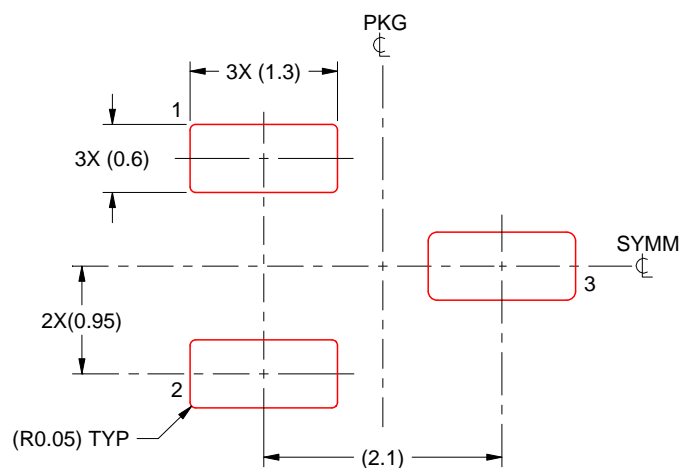 PKG
℄
3X (1.3)
1
3X (0.6)
SYMM
℄
3
2X(0.95)
2
(R0.05) TYP
(2.1)